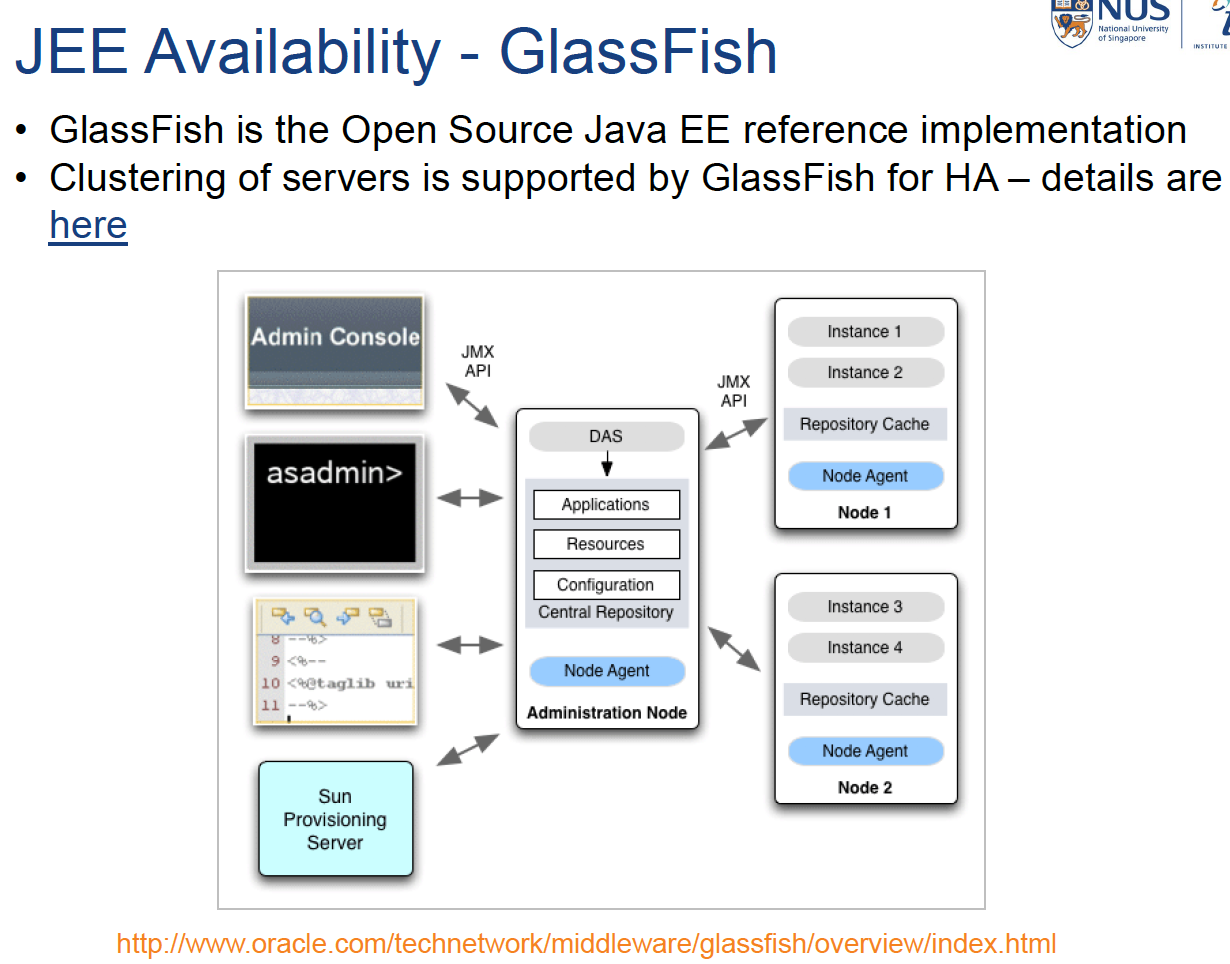 JEE Availability - GlassFish
NUS
National University
of Singapore
INSTITUTE
• GlassFish is the Open Source Java EE reference implementation
• Clustering of servers is supported by GlassFish for HA – details are
here
Admin Console
JMX
API
asadmin>
8 --%>
9 <%--
10 <%@taglib uri
11 --%>
Sun
Provisioning
Server
DAS
Applications
Resources
Configuration
Central Repository
Node Agent
Administration Node
JMX
API
Instance 1
Instance 2
Repository Cache
Node Agent
Node 1
Instance 3
Instance 4
Repository Cache
Node Agent
Node 2
http://www.oracle.com/technetwork/middleware/glassfish/overview/index.html